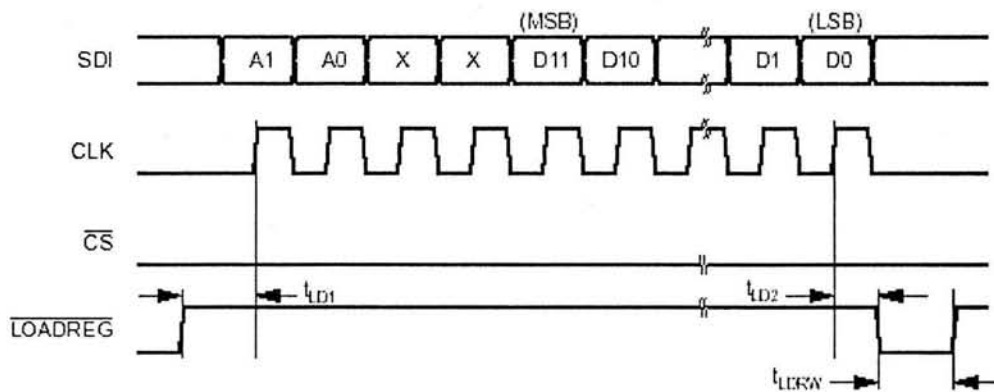 (MSB) (LSB)
SDI A1 A0 X X D11 D10 D1 D0
CLK
CS
tLD1 tLD2
LOADREG
tLDRW